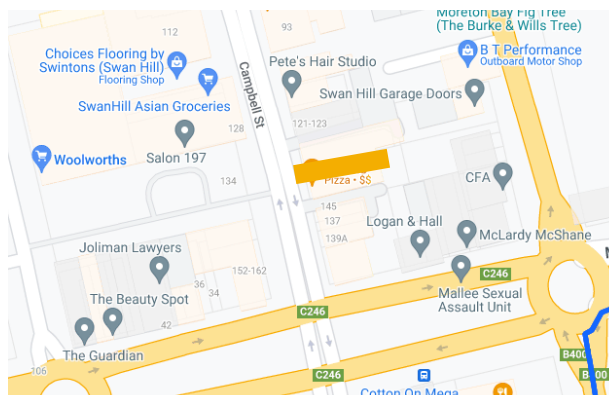 Moreton Bay Fig Tree
(The Burke & Wills Tree)
112
93
Choices Flooring by
Swintons (Swan Hill)
Flooring Shop
B T Performance
Outboard Motor Shop
Pete's Hair Studio
Campbell St
Swan Hill Garage Doors
SwanHill Asian Groceries
121-123
128
Woolworths
Salon 197
134
Pizza • $$
CFA
145
137
139A
Logan & Hall
McLardy McShane
Joliman Lawyers
152-162
C246
36
34
Mallee Sexual
Assault Unit
The Beauty Spot
C246
42
The Guardian
B400
106
C246
B400
Cotton On Mega